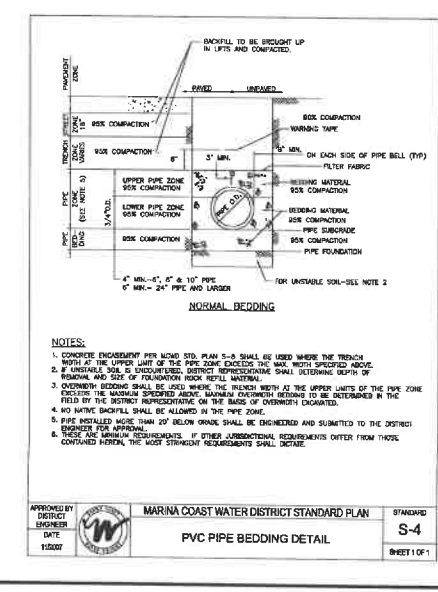 BACKFILL TO BE BROUGHT UP
IN LIFTS AND COMPACTED.
PAVEMENT
ZONE
PAVED
UNPAVED
STREET
ZONE
18"
95% COMPACTION
90% COMPACTION
WARNING TAPE
TRENCH
ZONE
VARIES
95% COMPACTION
6"
3' MIN.
ON EACH SIDE OF PIPE BELL (TYP)
FILTER FABRIC
PIPE
ZONE
(SEE NOTE 5)
3/4"O.D.
UPPER PIPE ZONE
95% COMPACTION
BEDDING MATERIAL
95% COMPACTION
PIPE O.D.
LOWER PIPE ZONE
95% COMPACTION
BEDDING MATERIAL
95% COMPACTION
PIPE SUBGRADE
PIPE
BED
DING
95% COMPACTION
95% COMPACTION
PIPE FOUNDATION
4" MIN.-6", 8" & 10" PIPE
6" MIN.- 24" PIPE AND LARGER
FOR UNSTABLE SOIL-SEE NOTE 2
NORMAL BEDDING
NOTES:
1. CONCRETE ENCASEMENT PER MCWD STD. PLAN S-8 SHALL BE USED WHERE THE TRENCH
WIDTH AT THE UPPER LIMIT OF THE PIPE ZONE EXCEEDS THE MAX. WIDTH SPECIFIED ABOVE.
2. IF UNSTABLE SOIL IS ENCOUNTERED, DISTRICT REPRESENTATIVE SHALL DETERMINE DEPTH OF
REMOVAL AND SIZE OF FOUNDATION ROCK REFILL MATERIAL.
3. OVERWIDTH BEDDING SHALL BE USED WHERE THE TRENCH WIDTH AT THE UPPER LIMITS OF THE PIPE ZONE
EXCEEDS THE MAXIMUM SPECIFIED ABOVE. MAXIMUM OVERWIDTH BEDDING TO BE DETERMINED IN THE
FIELD BY THE DISTRICT REPRESENTATIVE ON THE BASIS OF OVERWIDTH EXCAVATED.
4. NO NATIVE BACKFILL SHALL BE ALLOWED IN THE PIPE ZONE.
5. PIPE INSTALLED MORE THAN 20' BELOW GRADE SHALL BE ENGINEERED AND SUBMITTED TO THE DISTRICT
ENGINEER FOR APPROVAL.
6. THESE ARE MINIMUM REQUIREMENTS. IF OTHER JURISDICTIONAL REQUIREMENTS DIFFER FROM THOSE
CONTAINED HEREIN, THE MOST STRINGENT REQUIREMENTS SHALL DICTATE.
APPROVED BY
DISTRICT
ENGINEER
DATE
MARINA COAST WATER DISTRICT STANDARD PLAN
PVC PIPE BEDDING DETAIL
STANDARD
S-4
SHEET 1 OF 1